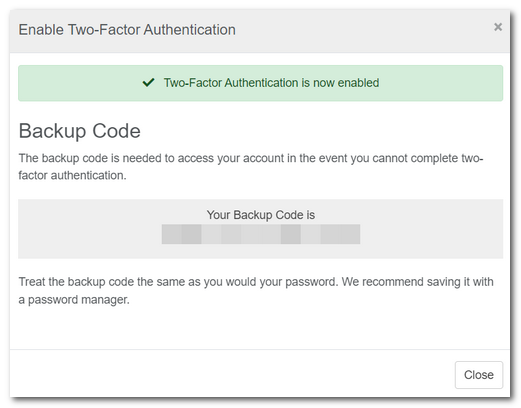 Enable Two-Factor Authentication
×
✓ Two-Factor Authentication is now enabled
Backup Code
The backup code is needed to access your account in the event you cannot complete two-
factor authentication.
Your Backup Code is
Treat the backup code the same as you would your password. We recommend saving it with
a password manager.
Close